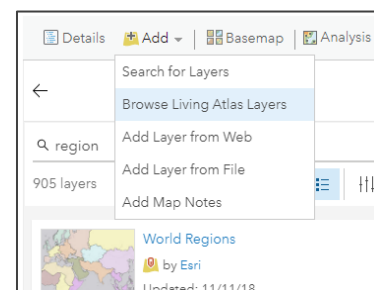 Details Add Basemap Analysis
Search for Layers
Browse Living Atlas Layers
region
Add Layer from Web
Add Layer from File
905 layers
Add Map Notes
World Regions
by Esri
Updated: 11/11/18